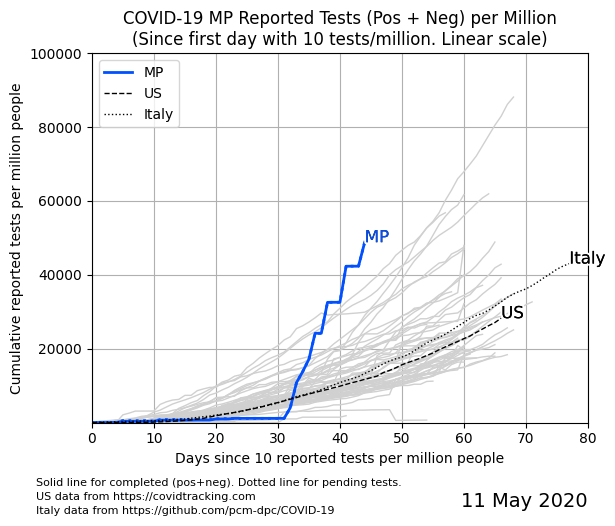 COVID-19 MP Reported Tests (Pos + Neg) per Million
(Since first day with 10 tests/million. Linear scale)
100000
80000
60000
40000
20000
Cumulative reported tests per million people
MP
US
Italy
MP
Italy
US
0
10
20
30
40
50
60
70
80
Days since 10 reported tests per million people
Solid line for completed (pos+neg). Dotted line for pending tests.
US data from https://covidtracking.com
Italy data from https://github.com/pcm-dpc/COVID-19
11 May 2020